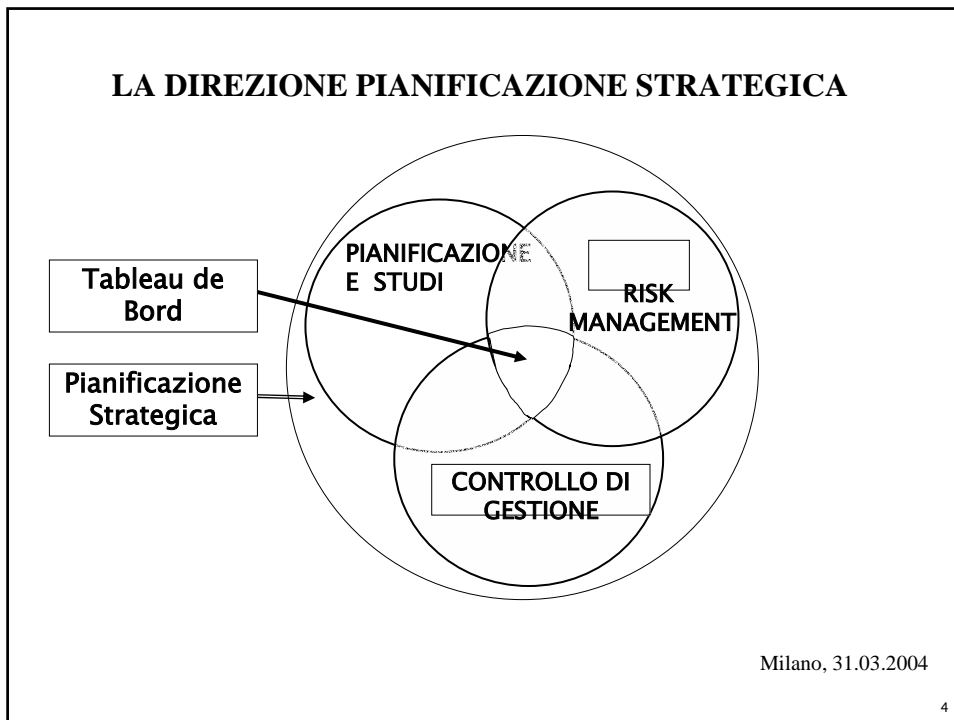 LA DIREZIONE PIANIFICAZIONE STRATEGICA
PIANIFICAZIONE
E STUDI
RISK
MANAGEMENT
Tableau de
Bord
Pianificazione
Strategica
CONTROLLO DI
GESTIONE
Milano, 31.03.2004
4